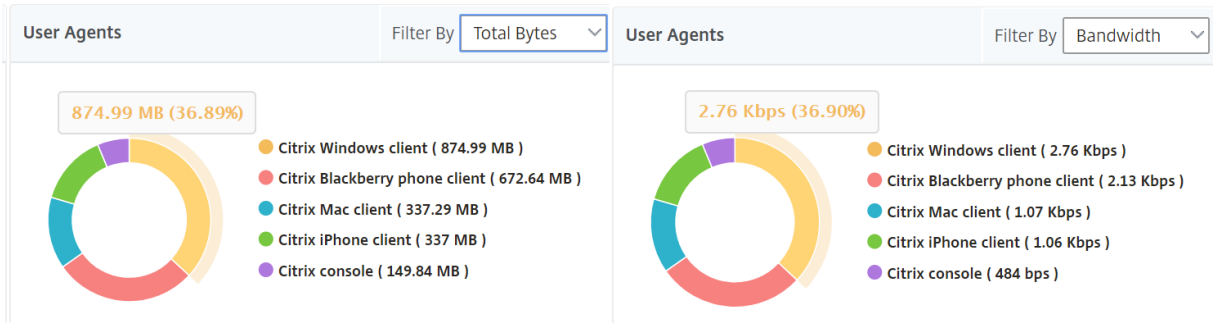 User Agents
Filter By Total Bytes
874.99 MB (36.89%)
Citrix Windows client ( 874.99 MB )
Citrix Blackberry phone client ( 672.64 MB )
Citrix Mac client ( 337.29 MB )
Citrix iPhone client ( 337 MB )
Citrix console ( 149.84 MB )
User Agents
Filter By Bandwidth
2.76 Kbps (36.90%)
Citrix Windows client ( 2.76 Kbps )
Citrix Blackberry phone client ( 2.13 Kbps )
Citrix Mac client ( 1.07 Kbps )
Citrix iPhone client ( 1.06 Kbps )
Citrix console ( 484 bps )